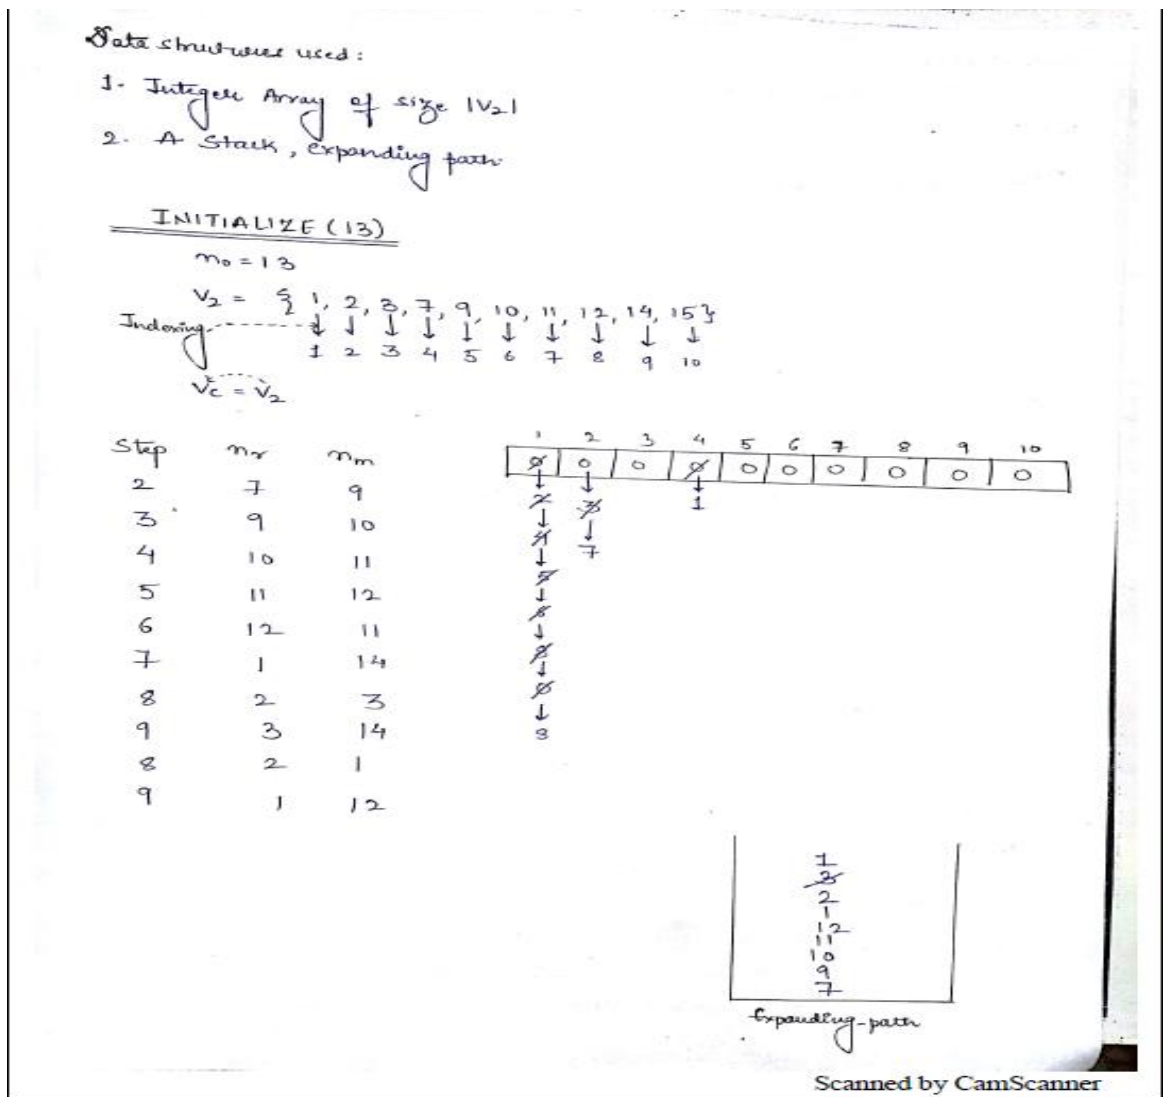 Data structures used:
1. Integer Array of size |V2|
2. A Stack, expanding path
INITIALIZE (13)
n0 = 13
V2 = { 1, 2, 3, 7, 9, 10, 11, 12, 14, 15 }
Indexing
1 2 3 4 5 6 7 8 9 10
Vc = V2
Step nr nm
2 7 9
3 9 10
4 10 11
5 11 12
6 12 11
7 1 14
8 2 3
9 3 14
8 2 1
9 1 12
1 2 3 4 5 6 7 8 9 10
0 0 0 0 0 0 0 0 0 0
3 1
7
8
1
3
2
1
12
11
10
9
7
Expanding-path
Scanned by CamScanner